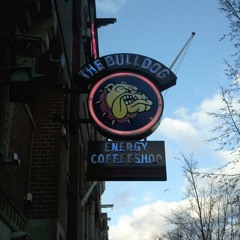 THE BULLDOG
ENERGY
COFFEESHOP